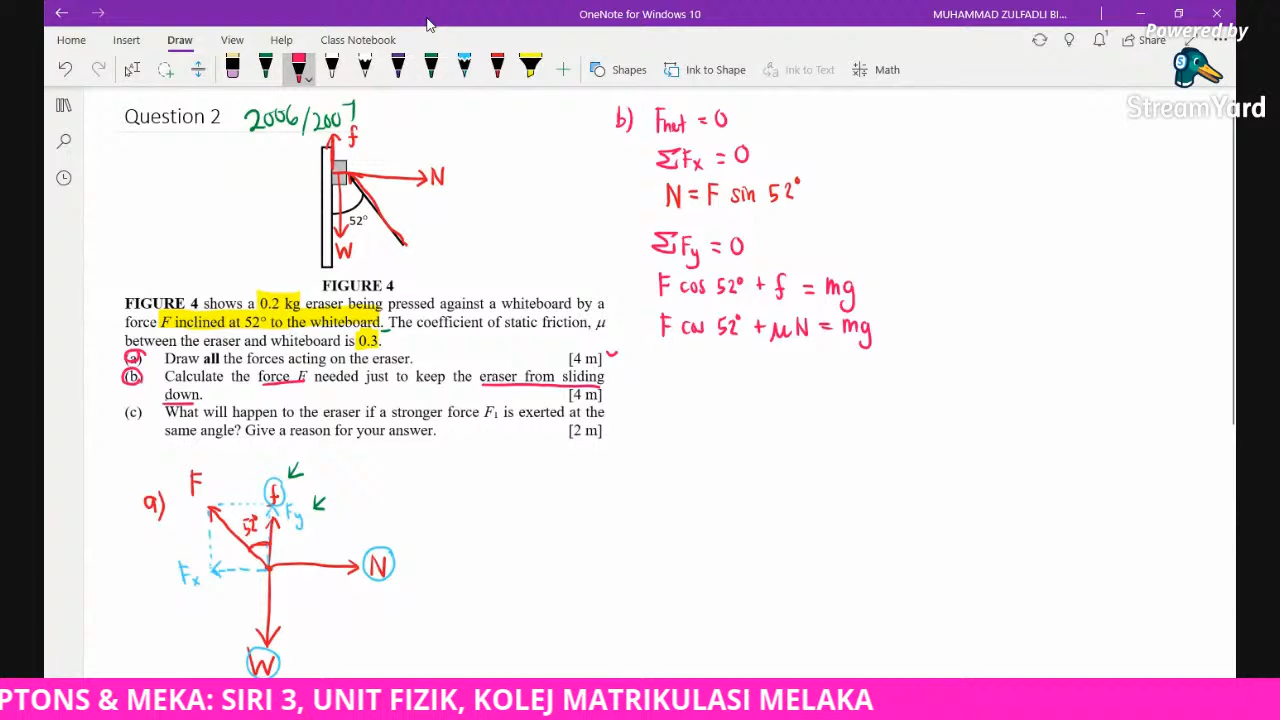 OneNote for Windows 10
MUHAMMAD ZULFADLI BI...
Powered by
Home Insert Draw View Help Class Notebook
Share
Shapes Ink to Shape Ink to Text Math
StreamYard
Question 2 2006/2007
f
N
52°
W
FIGURE 4
FIGURE 4 shows a 0.2 kg eraser being pressed against a whiteboard by a
force F inclined at 52° to the whiteboard. The coefficient of static friction, μ
between the eraser and whiteboard is 0.3.
(a) Draw all the forces acting on the eraser. [4 m]
(b) Calculate the force F needed just to keep the eraser from sliding
down. [4 m]
(c) What will happen to the eraser if a stronger force F1 is exerted at the
same angle? Give a reason for your answer. [2 m]
a)
F
f
Fy
52°
Fx
N
W
b) Fnet = 0
ΣFx = 0
N = F sin 52°
ΣFy = 0
F cos 52° + f = mg
F cos 52° + μN = mg
PTONS & MEKA: SIRI 3, UNIT FIZIK, KOLEJ MATRIKULASI MELAKA